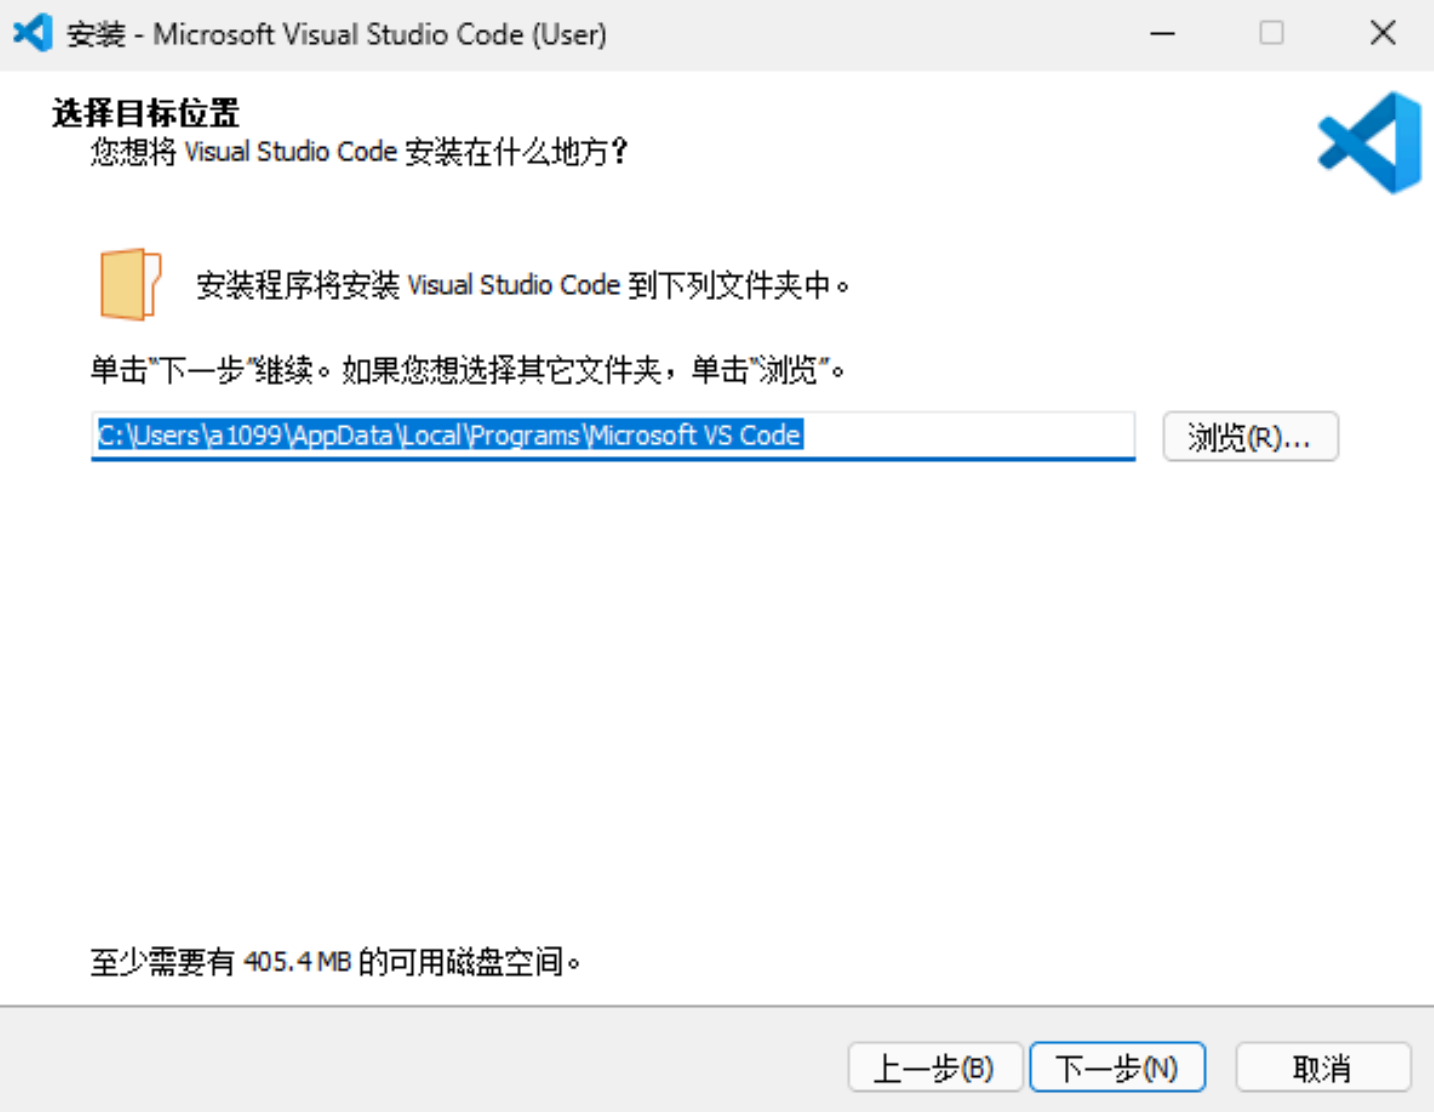 安装 - Microsoft Visual Studio Code (User)
选择目标位置
您想将 Visual Studio Code 安装在什么地方?
安装程序将安装 Visual Studio Code 到下列文件夹中。
单击"下一步"继续。如果您想选择其它文件夹，单击"浏览"。
C:\Users\a1099\AppData\Local\Programs\Microsoft VS Code
浏览(R)...
至少需要有 405.4 MB 的可用磁盘空间。
上一步(B)
下一步(N)
取消